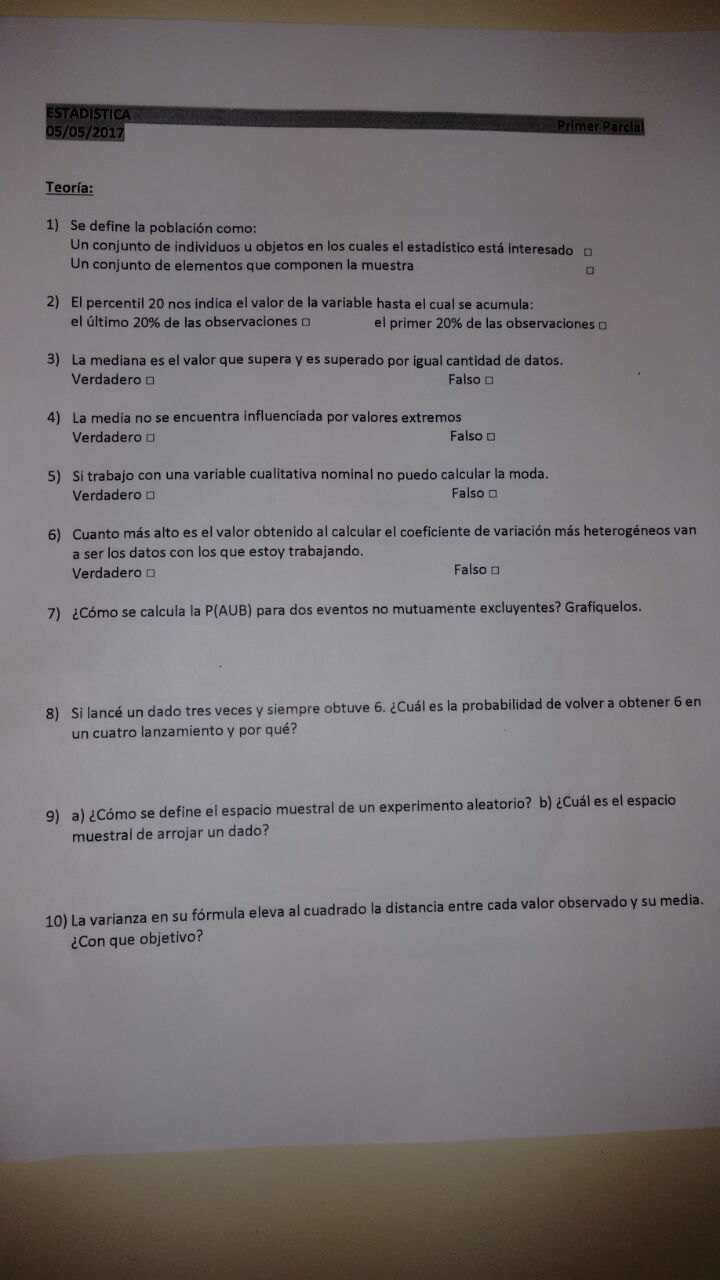 ESTADISTICA
05/05/2017
Primer Parcial
Teoría:
1) Se define la población como:
Un conjunto de individuos u objetos en los cuales el estadístico está interesado □
Un conjunto de elementos que componen la muestra □
2) El percentil 20 nos indica el valor de la variable hasta el cual se acumula:
el último 20% de las observaciones □ el primer 20% de las observaciones □
3) La mediana es el valor que supera y es superado por igual cantidad de datos.
Verdadero □ Falso □
4) La media no se encuentra influenciada por valores extremos
Verdadero □ Falso □
5) Si trabajo con una variable cualitativa nominal no puedo calcular la moda.
Verdadero □ Falso □
6) Cuanto más alto es el valor obtenido al calcular el coeficiente de variación más heterogéneos van
a ser los datos con los que estoy trabajando.
Verdadero □ Falso □
7) ¿Cómo se calcula la P(AUB) para dos eventos no mutuamente excluyentes? Grafíquelos.
8) Si lancé un dado tres veces y siempre obtuve 6. ¿Cuál es la probabilidad de volver a obtener 6 en
un cuatro lanzamiento y por qué?
9) a) ¿Cómo se define el espacio muestral de un experimento aleatorio? b) ¿Cuál es el espacio
muestral de arrojar un dado?
10) La varianza en su fórmula eleva al cuadrado la distancia entre cada valor observado y su media.
¿Con que objetivo?